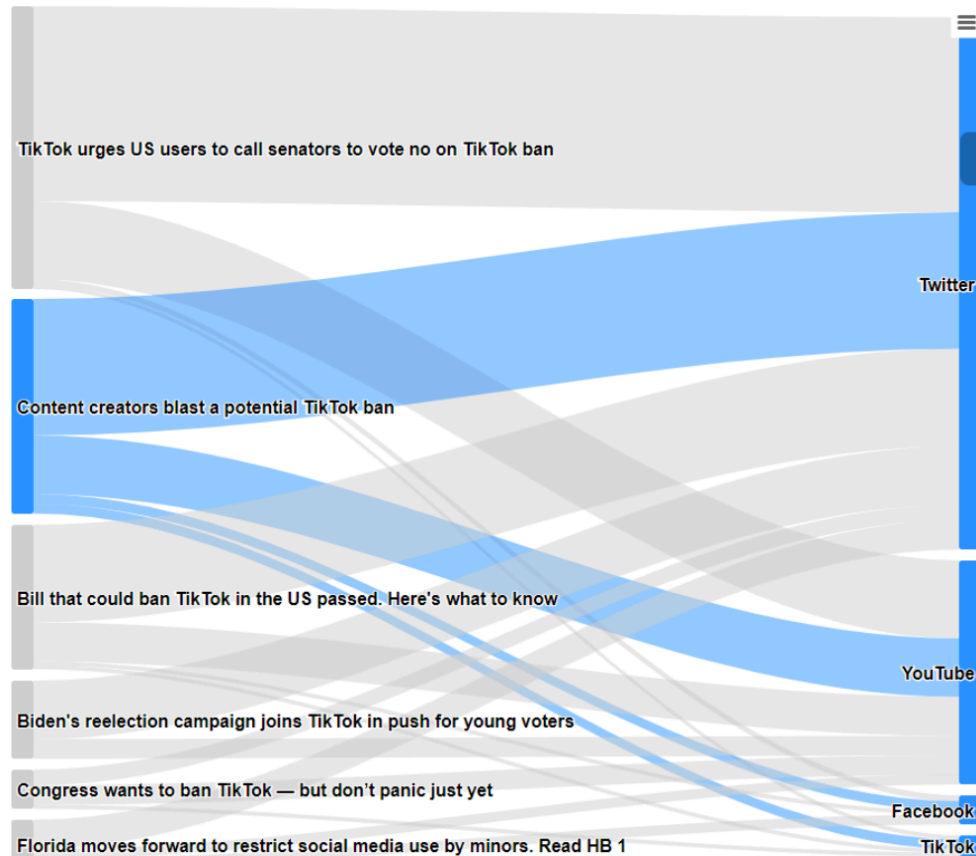 TikTok urges US users to call senators to vote no on TikTok ban
Twitter
Content creators blast a potential TikTok ban
Bill that could ban TikTok in the US passed. Here's what to know
YouTube
Biden's reelection campaign joins TikTok in push for young voters
Congress wants to ban TikTok — but don’t panic just yet
Facebook
Florida moves forward to restrict social media use by minors. Read HB 1
TikTok